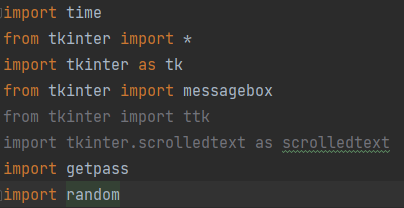 import time
from tkinter import *
import tkinter as tk
from tkinter import messagebox
from tkinter import ttk
import tkinter.scrolledtext as scrolledtext
import getpass
import random